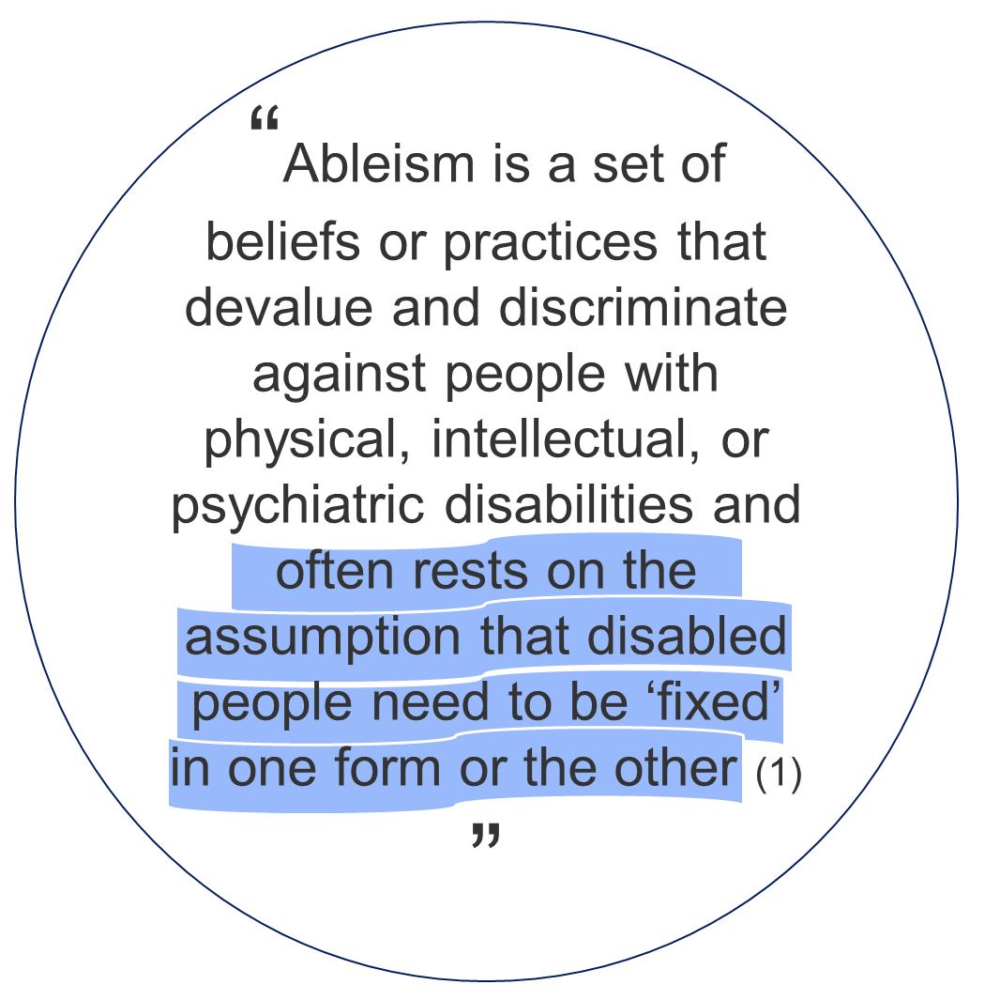 “Ableism is a set of
beliefs or practices that
devalue and discriminate
against people with
physical, intellectual, or
psychiatric disabilities and
often rests on the
assumption that disabled
people need to be ‘fixed’
in one form or the other (1)
”